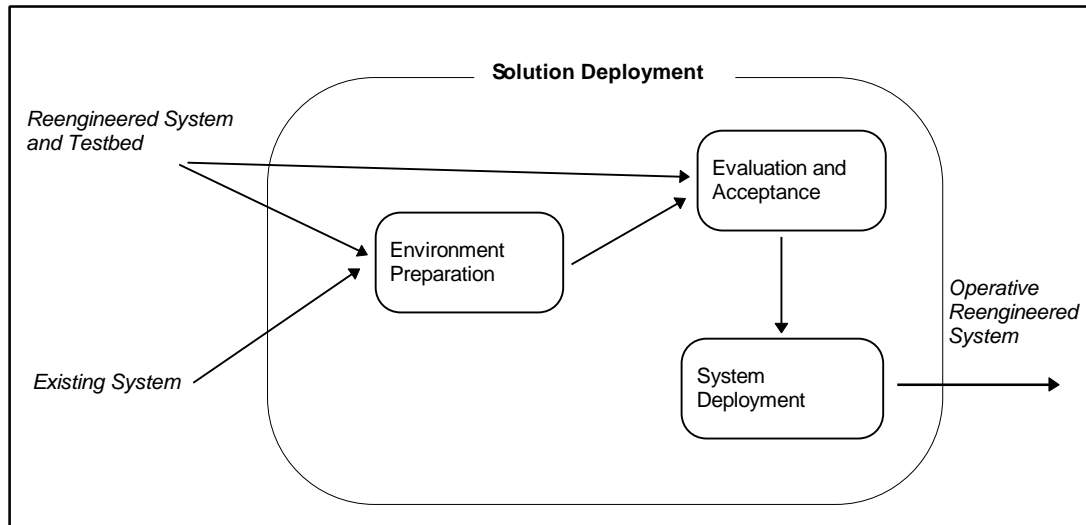 Solution Deployment
Reengineered System
and Testbed
Evaluation and
Acceptance
Environment
Preparation
Operative
Reengineered
System
Existing System
System
Deployment